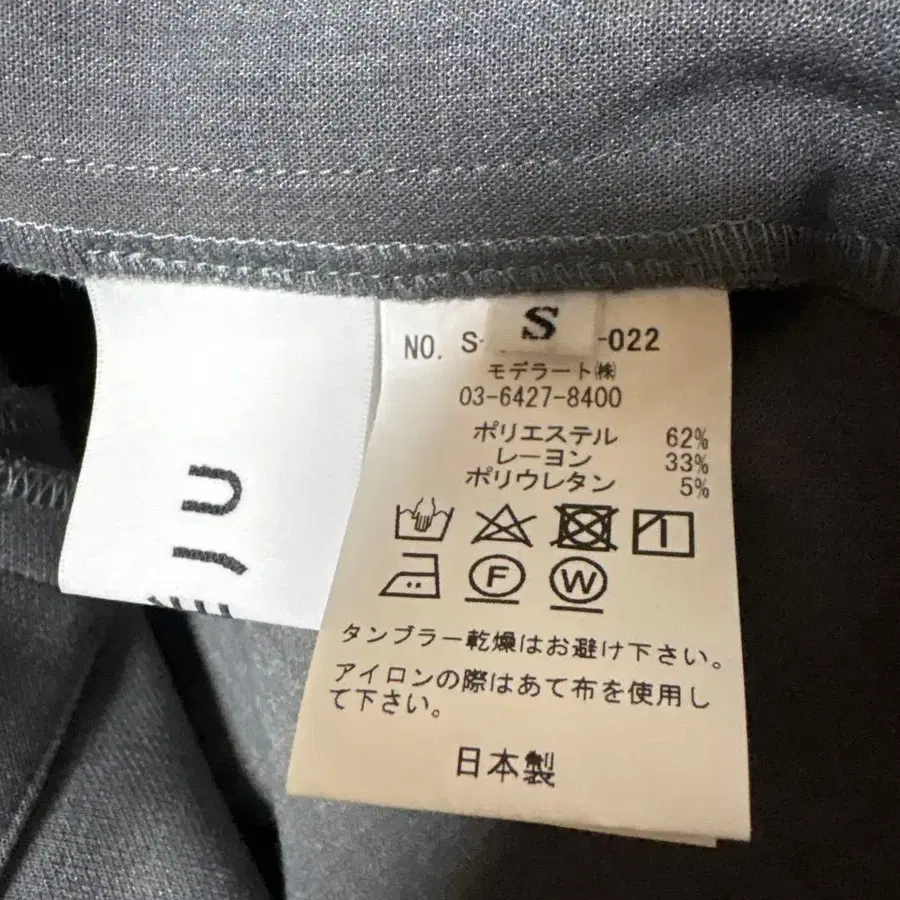 S
NO. S- -022
モデラート㈱
03-6427-8400
ポリエステル 62%
レーヨン 33%
ポリウレタン 5%
F W
タンブラー乾燥はお避け下さい。
アイロンの際はあて布を使用し
て下さい。
日本製